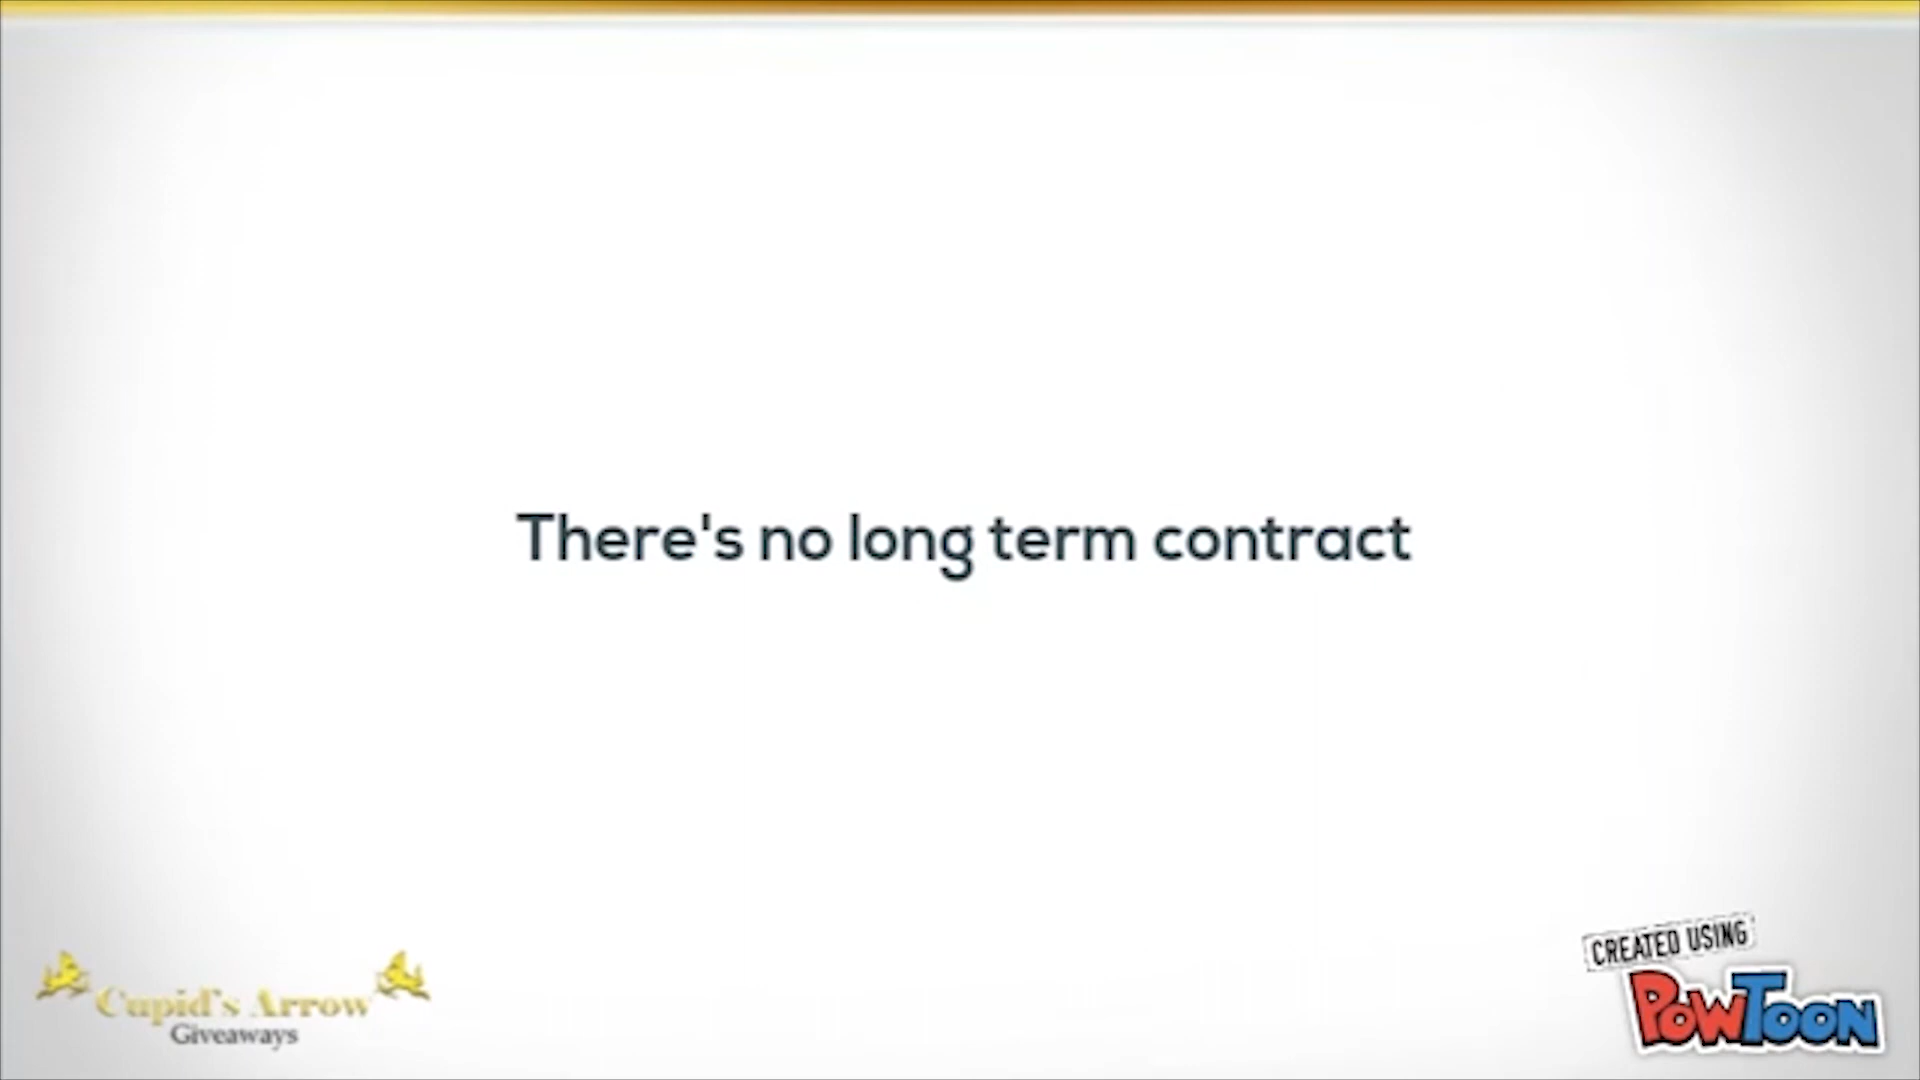 There's no long term contract
Cupid's Arrow
Giveaways
CREATED USING
POWTOON